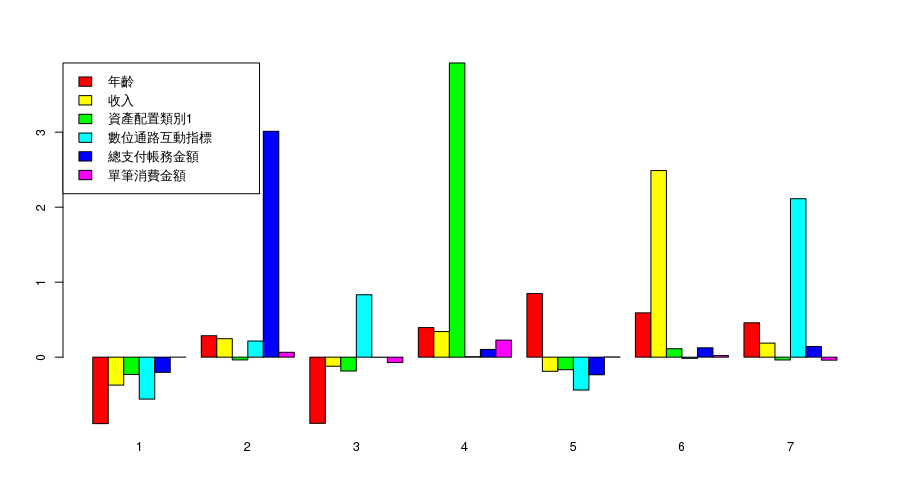 年齡
收入
資產配置類別1
數位通路互動指標
總支付帳務金額
單筆消費金額
3
2
1
0
1 2 3 4 5 6 7